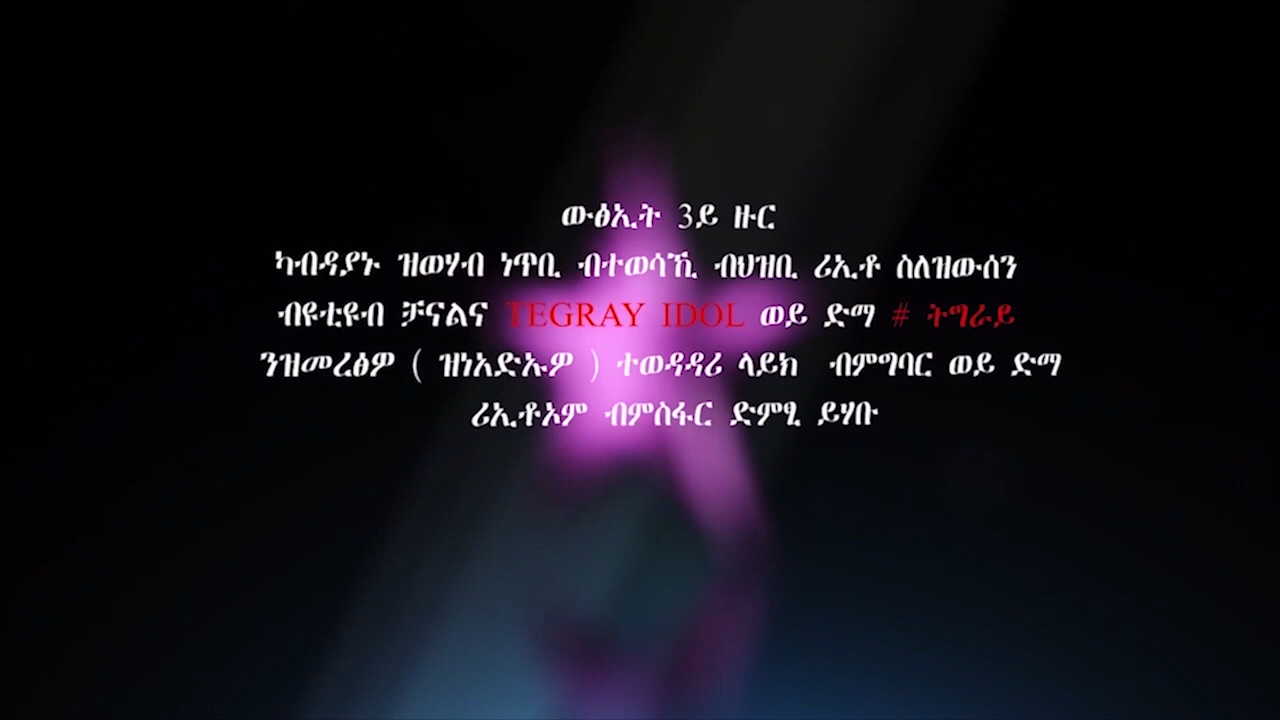 ውፅኢት 3ይ ዙር
ካብዳያኑ ዝወሃብ ነጥቢ ብተወሳኺ ብህዝቢ ሪኢቶ ስለዝውሰን
ብዩቲዩብ ቻናልና TEGRAY IDOL ወይ ድማ # ትግራይ
ንዝመረፅዎ ( ዝነአድኡዎ ) ተወዳዳሪ ላይክ ብምግባር ወይ ድማ
ሪኢቶኦም ብምስፋር ድምፂ ይሃቡ